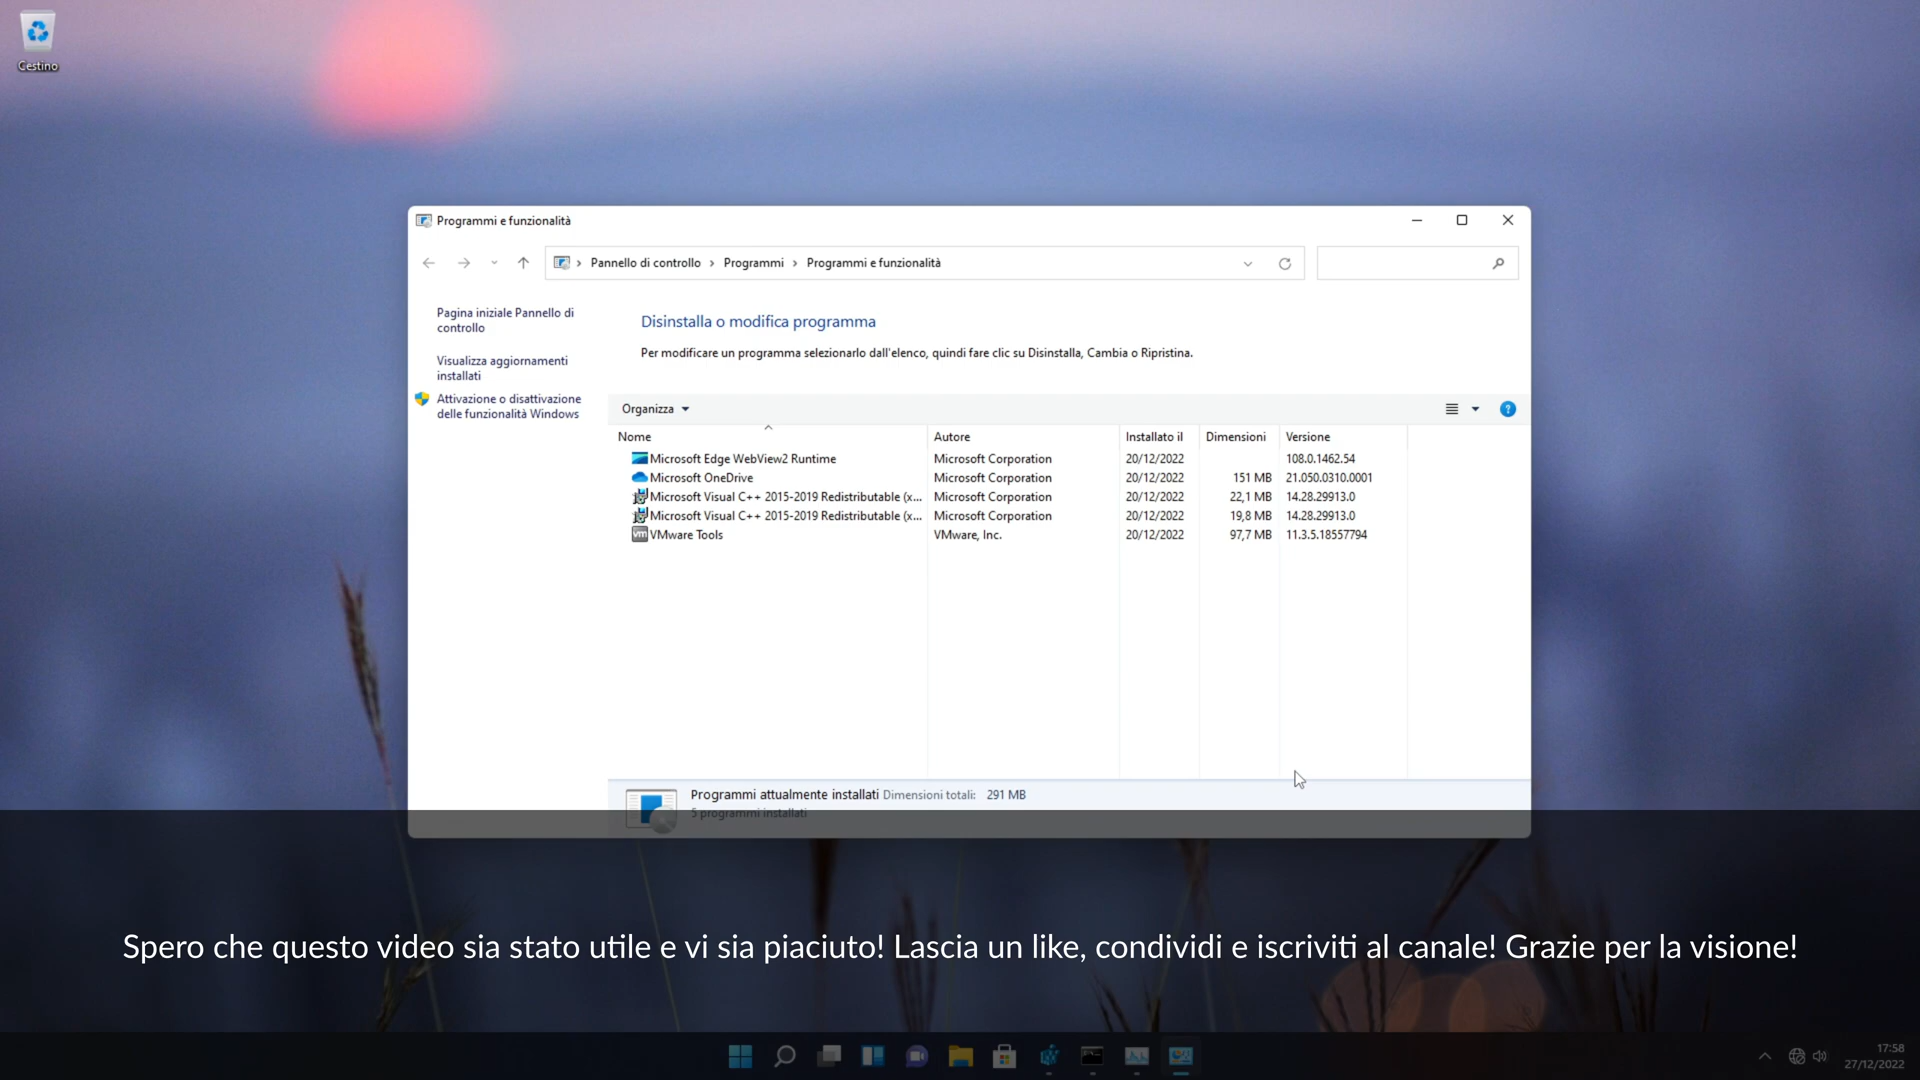 Cestino
Programmi e funzionalità
Pannello di controllo > Programmi > Programmi e funzionalità
Pagina iniziale Pannello di
controllo
Visualizza aggiornamenti
installati
Attivazione o disattivazione
delle funzionalità Windows
Disinstalla o modifica programma
Per modificare un programma selezionarlo dall'elenco, quindi fare clic su Disinstalla, Cambia o Ripristina.
Organizza
Nome Autore Installato il Dimensioni Versione
Microsoft Edge WebView2 Runtime Microsoft Corporation 20/12/2022 108.0.1462.54
Microsoft OneDrive Microsoft Corporation 20/12/2022 151 MB 21.050.0310.0001
Microsoft Visual C++ 2015-2019 Redistributable (x... Microsoft Corporation 20/12/2022 22,1 MB 14.28.29913.0
Microsoft Visual C++ 2015-2019 Redistributable (x... Microsoft Corporation 20/12/2022 19,8 MB 14.28.29913.0
vm VMware Tools VMware, Inc. 20/12/2022 97,7 MB 11.3.5.18557794
Programmi attualmente installati Dimensioni totali: 291 MB
5 programmi installati
Spero che questo video sia stato utile e vi sia piaciuto! Lascia un like, condividi e iscriviti al canale! Grazie per la visione!
17:58
27/12/2022